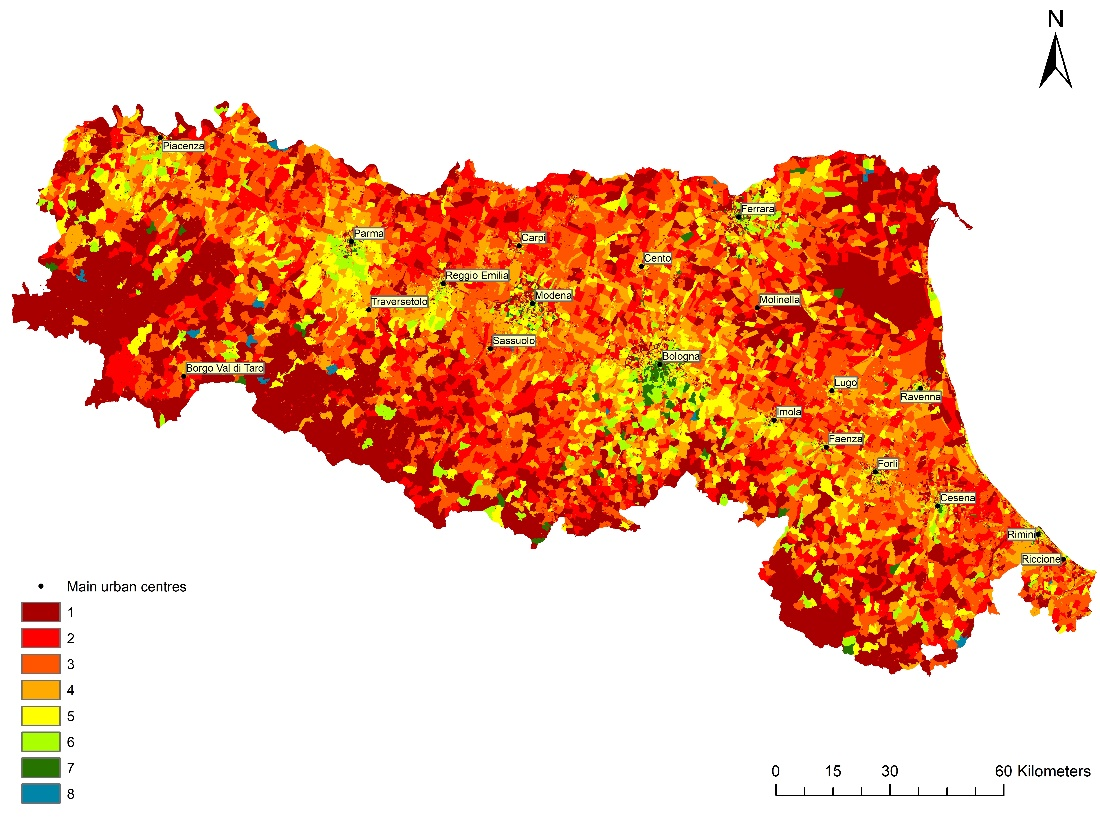 N
Piacenza
Ferrara
Parma
Carpi
Cento
Reggio Emilia
Modena
Traversetolo
Molinella
Sassuolo
Bologna
Borgo Val di Taro
Lugo
Ravenna
Imola
Faenza
Forlì
Cesena
Rimini
Riccione
Main urban centres
1
2
3
4
5
6
7
8
0 15 30 60 Kilometers